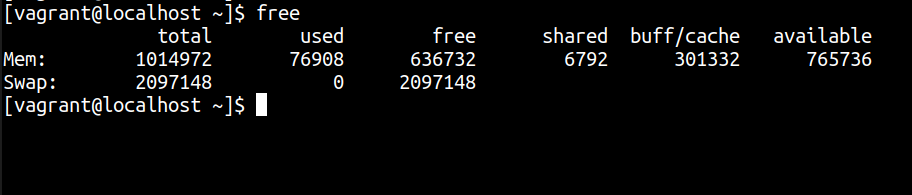 [vagrant@localhost ~]$ free
              total        used        free      shared  buff/cache   available
Mem:        1014972       76908      636732        6792      301332      765736
Swap:       2097148           0     2097148
[vagrant@localhost ~]$